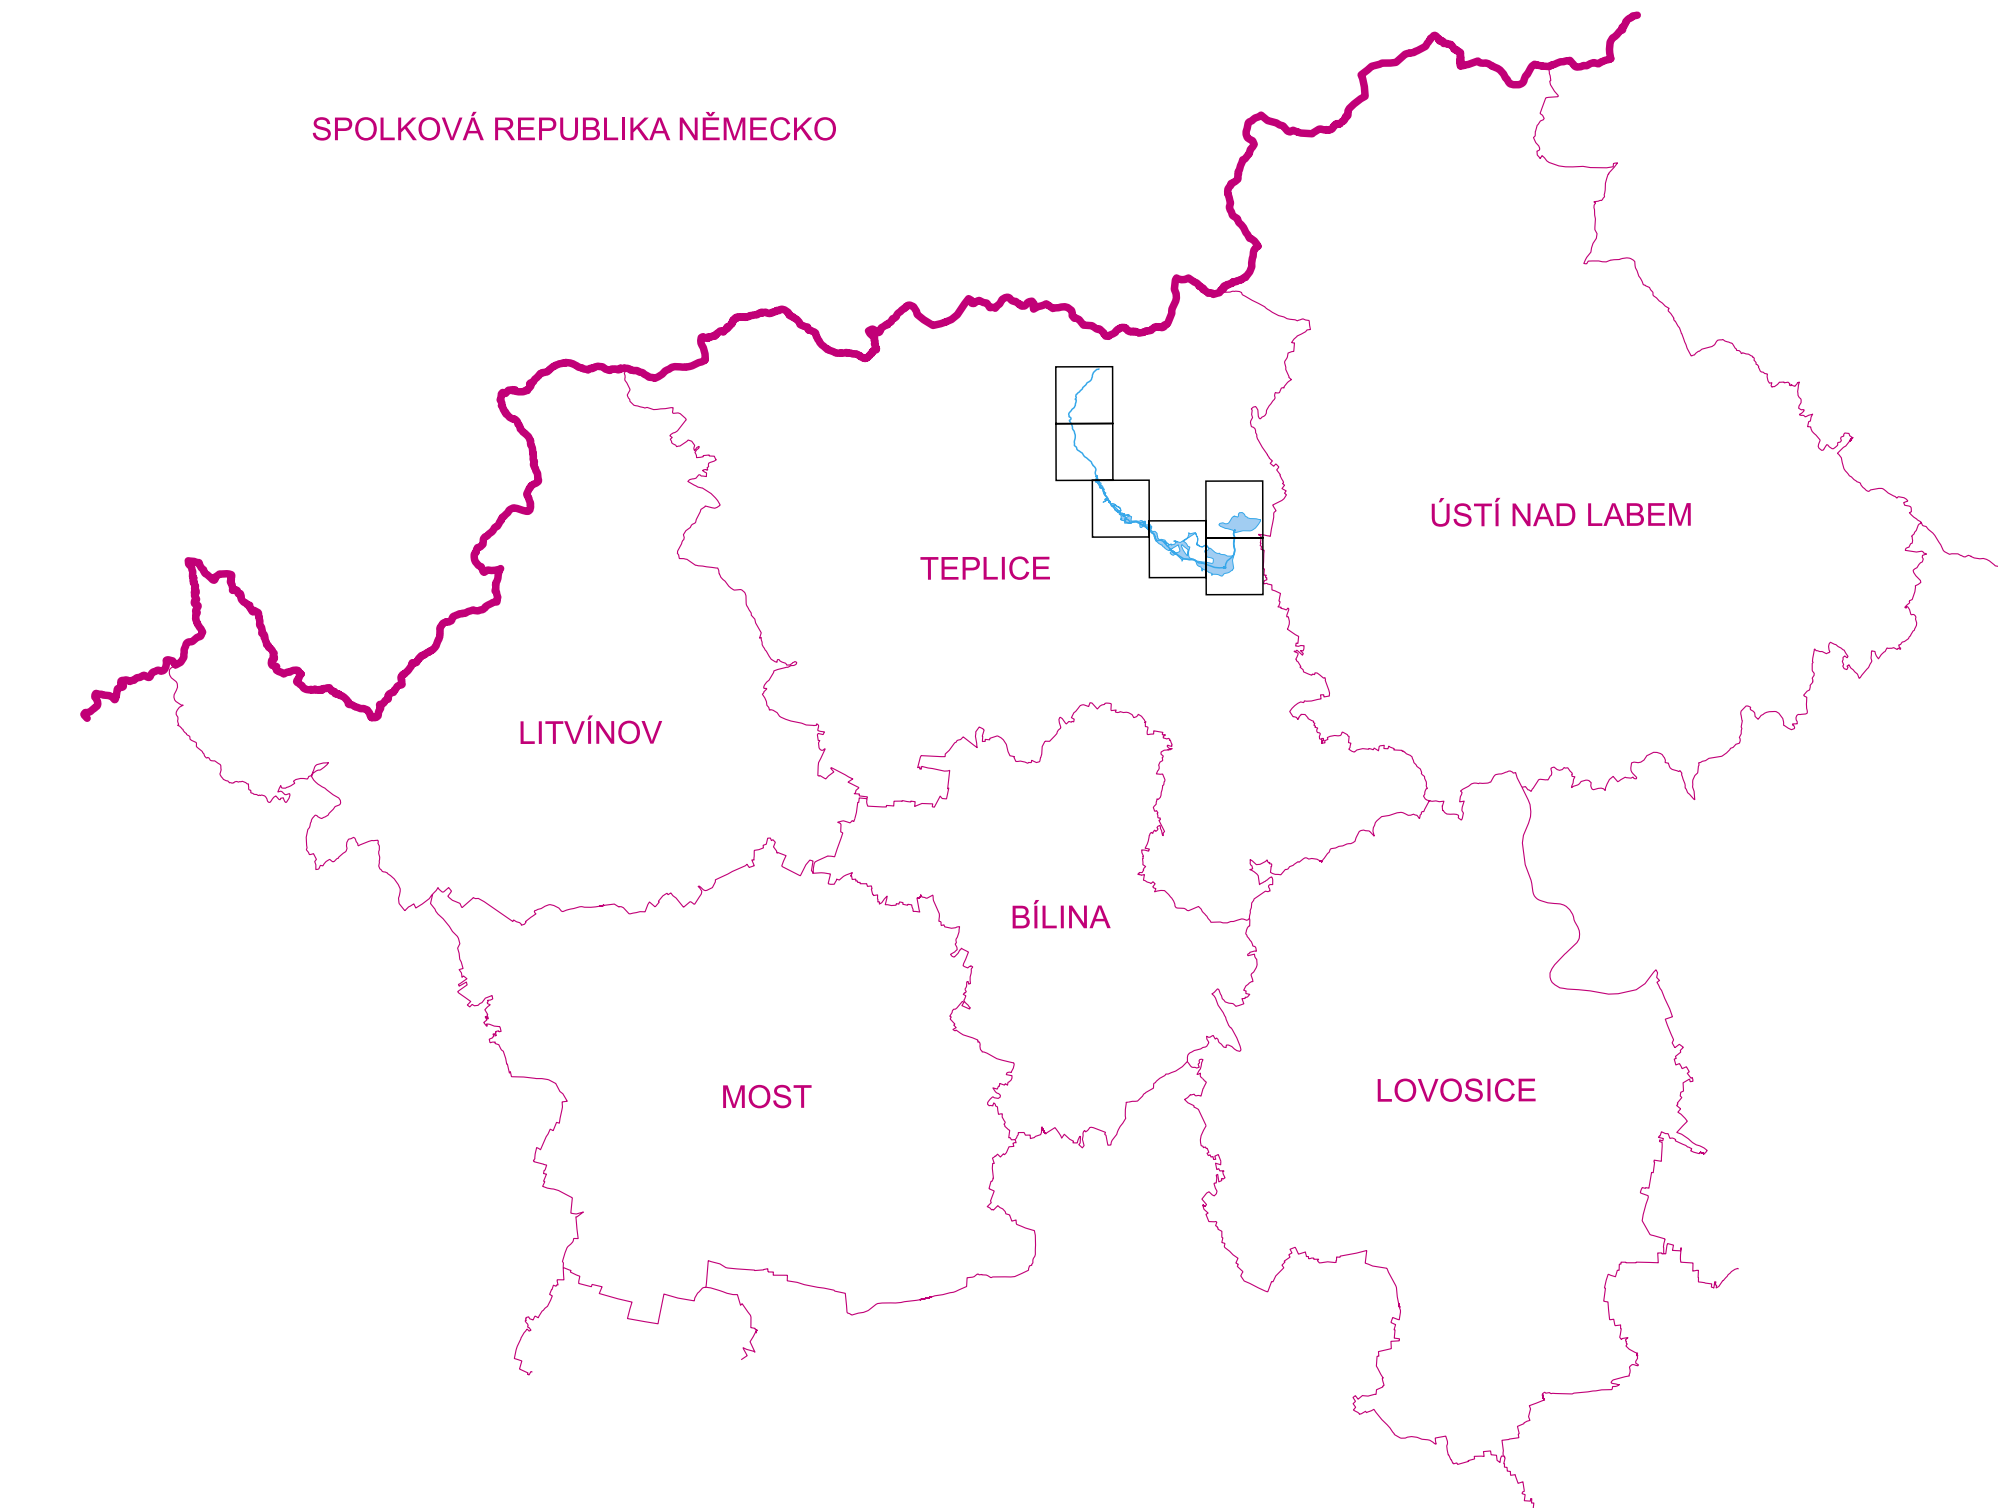 SPOLKOVÁ REPUBLIKA NĚMECKO
ÚSTÍ NAD LABEM
TEPLICE
LITVÍNOV
BÍLINA
MOST
LOVOSICE